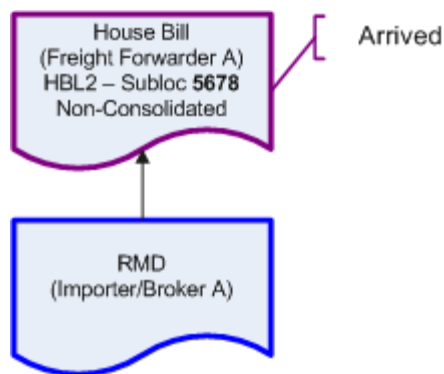 House Bill
(Freight Forwarder A)
HBL2 – Subloc 5678
Non-Consolidated
Arrived
RMD
(Importer/Broker A)